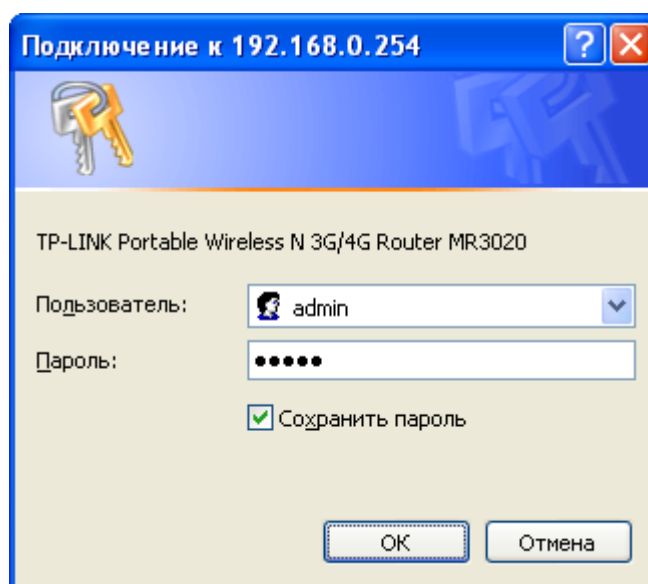 Подключение к 192.168.0.254
TP-LINK Portable Wireless N 3G/4G Router MR3020
Пользователь:
admin
Пароль:
•••••
Сохранить пароль
ОК
Отмена